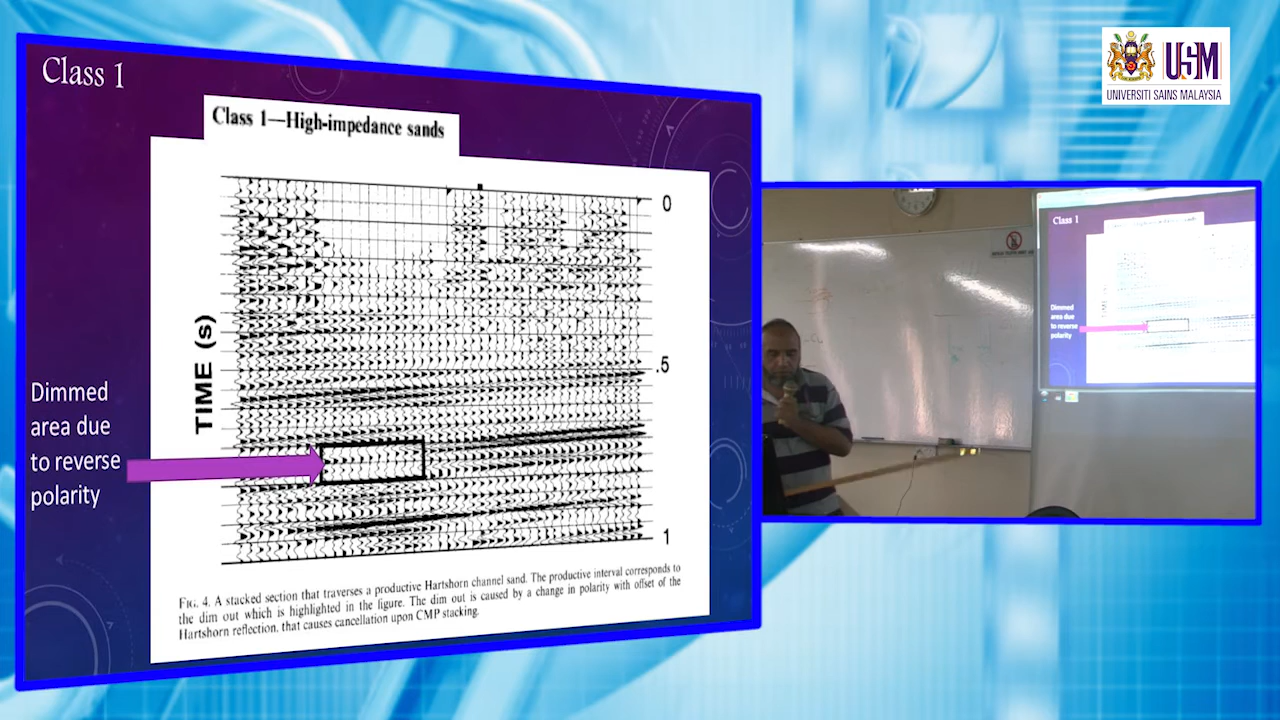 Class 1
Class 1—High-impedance sands
0
.5
1
TIME (s)
Dimmed
area due
to reverse
polarity
FIG. 4. A stacked section that traverses a productive Hartshorn channel sand. The productive interval corresponds to
the dim out which is highlighted in the figure. The dim out is caused by a change in polarity with offset of the
Hartshorn reflection, that causes cancellation upon CMP stacking.
USM
UNIVERSITI SAINS MALAYSIA
Class 1
Dimmed
area due
to reverse
polarity